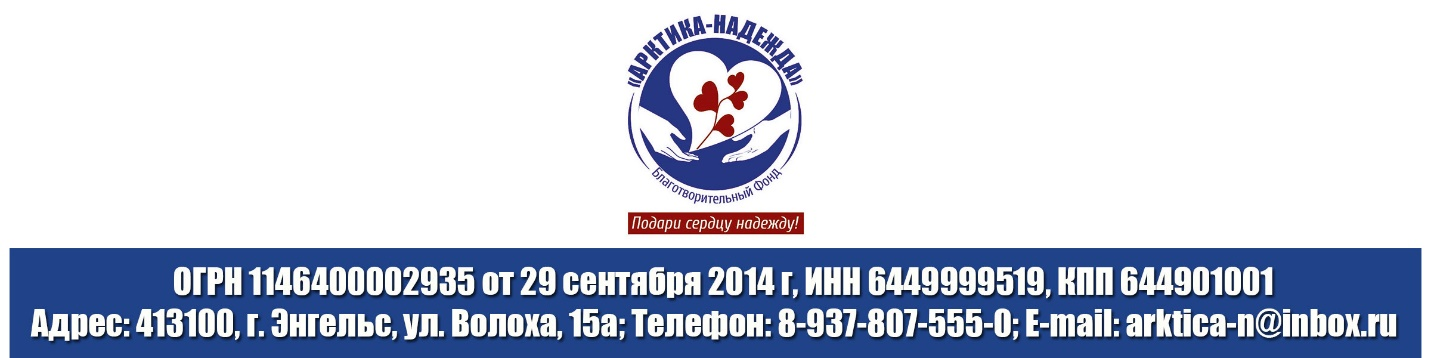 «АРКТИКА-НАДЕЖДА»
Благотворительный Фонд
Подари сердцу надежду!
ОГРН 1146400002935 от 29 сентября 2014 г, ИНН 6449999519, КПП 644901001
Адрес: 413100, г. Энгельс, ул. Волоха, 15а; Телефон: 8-937-807-555-0; E-mail: arktica-n@inbox.ru